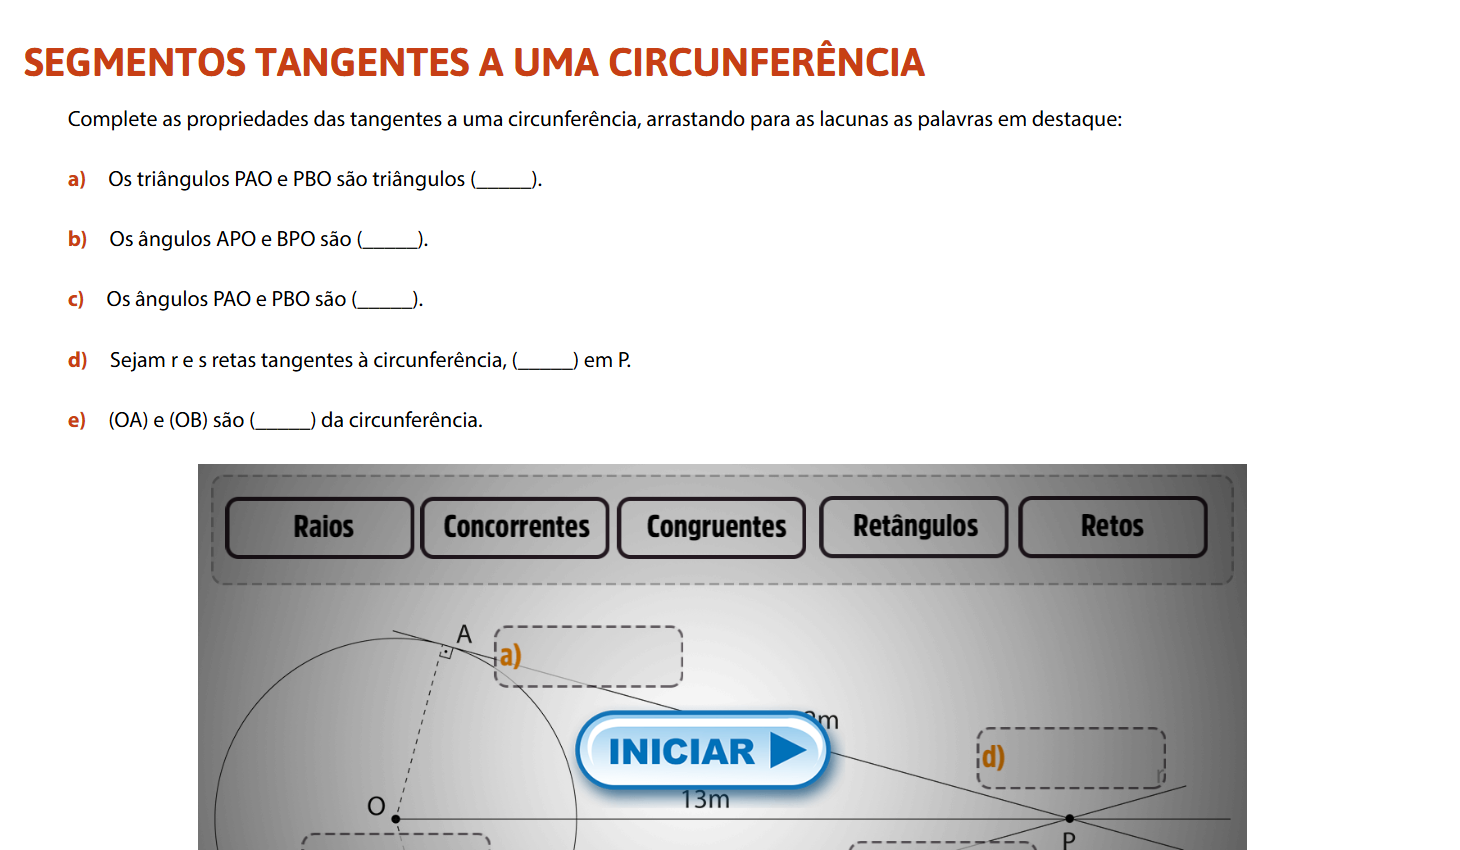 SEGMENTOS TANGENTES A UMA CIRCUNFERÊNCIA
Complete as propriedades das tangentes a uma circunferência, arrastando para as lacunas as palavras em destaque:
a) Os triângulos PAO e PBO são triângulos (_____).
b) Os ângulos APO e BPO são (_____).
c) Os ângulos PAO e PBO são (_____).
d) Sejam r e s retas tangentes à circunferência, (_____) em P.
e) (OA) e (OB) são (_____) da circunferência.
Raios Concorrentes Congruentes Retângulos Retos
A
a)
m
d)
r
INICIAR
13m
O
P